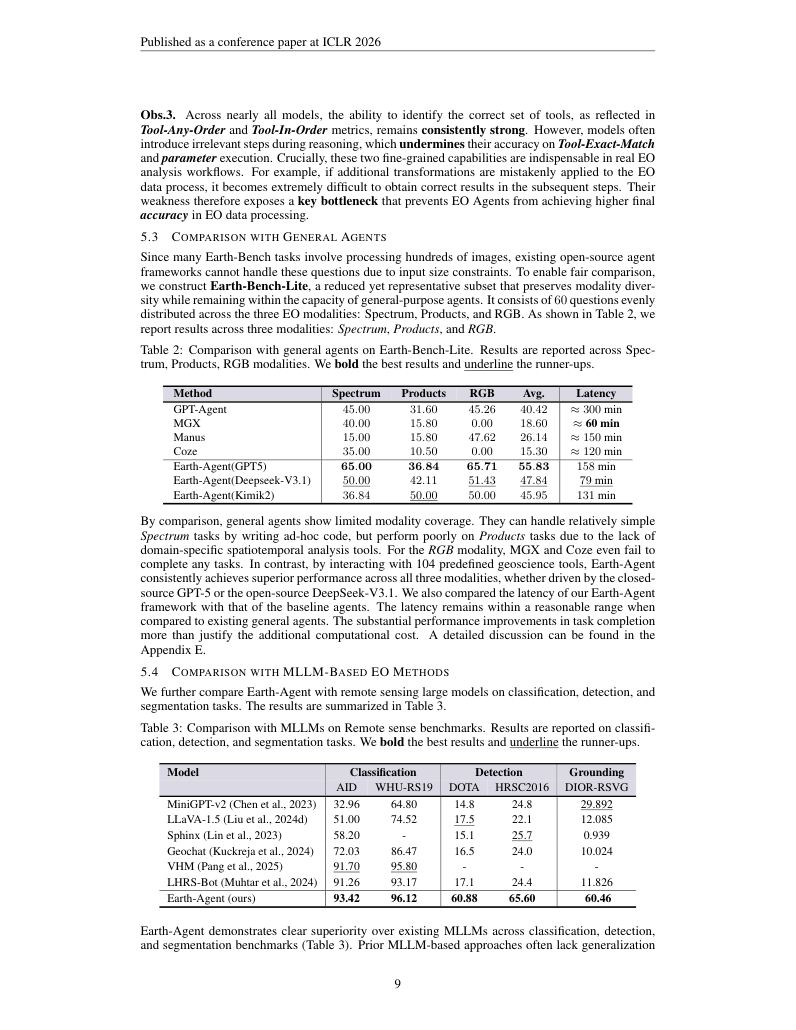 Published as a conference paper at ICLR 2026
Obs.3. Across nearly all models, the ability to identify the correct set of tools, as reflected in
Tool-Any-Order and Tool-In-Order metrics, remains consistently strong. However, models often
introduce irrelevant steps during reasoning, which undermines their accuracy on Tool-Exact-Match
and parameter execution. Crucially, these two fine-grained capabilities are indispensable in real EO
analysis workflows. For example, if additional transformations are mistakenly applied to the EO
data process, it becomes extremely difficult to obtain correct results in the subsequent steps. Their
weakness therefore exposes a key bottleneck that prevents EO Agents from achieving higher final
accuracy in EO data processing.
5.3 COMPARISON WITH GENERAL AGENTS
Since many Earth-Bench tasks involve processing hundreds of images, existing open-source agent
frameworks cannot handle these questions due to input size constraints. To enable fair comparison,
we construct Earth-Bench-Lite, a reduced yet representative subset that preserves modality diver-
sity while remaining within the capacity of general-purpose agents. It consists of 60 questions evenly
distributed across the three EO modalities: Spectrum, Products, and RGB. As shown in Table 2, we
report results across three modalities: Spectrum, Products, and RGB.
Table 2: Comparison with general agents on Earth-Bench-Lite. Results are reported across Spec-
trum, Products, RGB modalities. We bold the best results and underline the runner-ups.
Method Spectrum Products RGB Avg. Latency
GPT-Agent 45.00 31.60 45.26 40.42 ≈ 300 min
MGX 40.00 15.80 0.00 18.60 ≈ 60 min
Manus 15.00 15.80 47.62 26.14 ≈ 150 min
Coze 35.00 10.50 0.00 15.30 ≈ 120 min
Earth-Agent(GPT5) 65.00 36.84 65.71 55.83 158 min
Earth-Agent(Deepseek-V3.1) 50.00 42.11 51.43 47.84 79 min
Earth-Agent(Kimik2) 36.84 50.00 50.00 45.95 131 min
By comparison, general agents show limited modality coverage. They can handle relatively simple
Spectrum tasks by writing ad-hoc code, but perform poorly on Products tasks due to the lack of
domain-specific spatiotemporal analysis tools. For the RGB modality, MGX and Coze even fail to
complete any tasks. In contrast, by interacting with 104 predefined geoscience tools, Earth-Agent
consistently achieves superior performance across all three modalities, whether driven by the closed-
source GPT-5 or the open-source DeepSeek-V3.1. We also compared the latency of our Earth-Agent
framework with that of the baseline agents. The latency remains within a reasonable range when
compared to existing general agents. The substantial performance improvements in task completion
more than justify the additional computational cost. A detailed discussion can be found in the
Appendix E.
5.4 COMPARISON WITH MLLM-BASED EO METHODS
We further compare Earth-Agent with remote sensing large models on classification, detection, and
segmentation tasks. The results are summarized in Table 3.
Table 3: Comparison with MLLMs on Remote sense benchmarks. Results are reported on classifi-
cation, detection, and segmentation tasks. We bold the best results and underline the runner-ups.
Model Classification Detection Grounding
AID WHU-RS19 DOTA HRSC2016 DIOR-RSVG
MiniGPT-v2 (Chen et al., 2023) 32.96 64.80 14.8 24.8 29.892
LLaVA-1.5 (Liu et al., 2024d) 51.00 74.52 17.5 22.1 12.085
Sphinx (Lin et al., 2023) 58.20 - 15.1 25.7 0.939
Geochat (Kuckreja et al., 2024) 72.03 86.47 16.5 24.0 10.024
VHM (Pang et al., 2025) 91.70 95.80 - - -
LHRS-Bot (Muhtar et al., 2024) 91.26 93.17 17.1 24.4 11.826
Earth-Agent (ours) 93.42 96.12 60.88 65.60 60.46
Earth-Agent demonstrates clear superiority over existing MLLMs across classification, detection,
and segmentation benchmarks (Table 3). Prior MLLM-based approaches often lack generalization
9